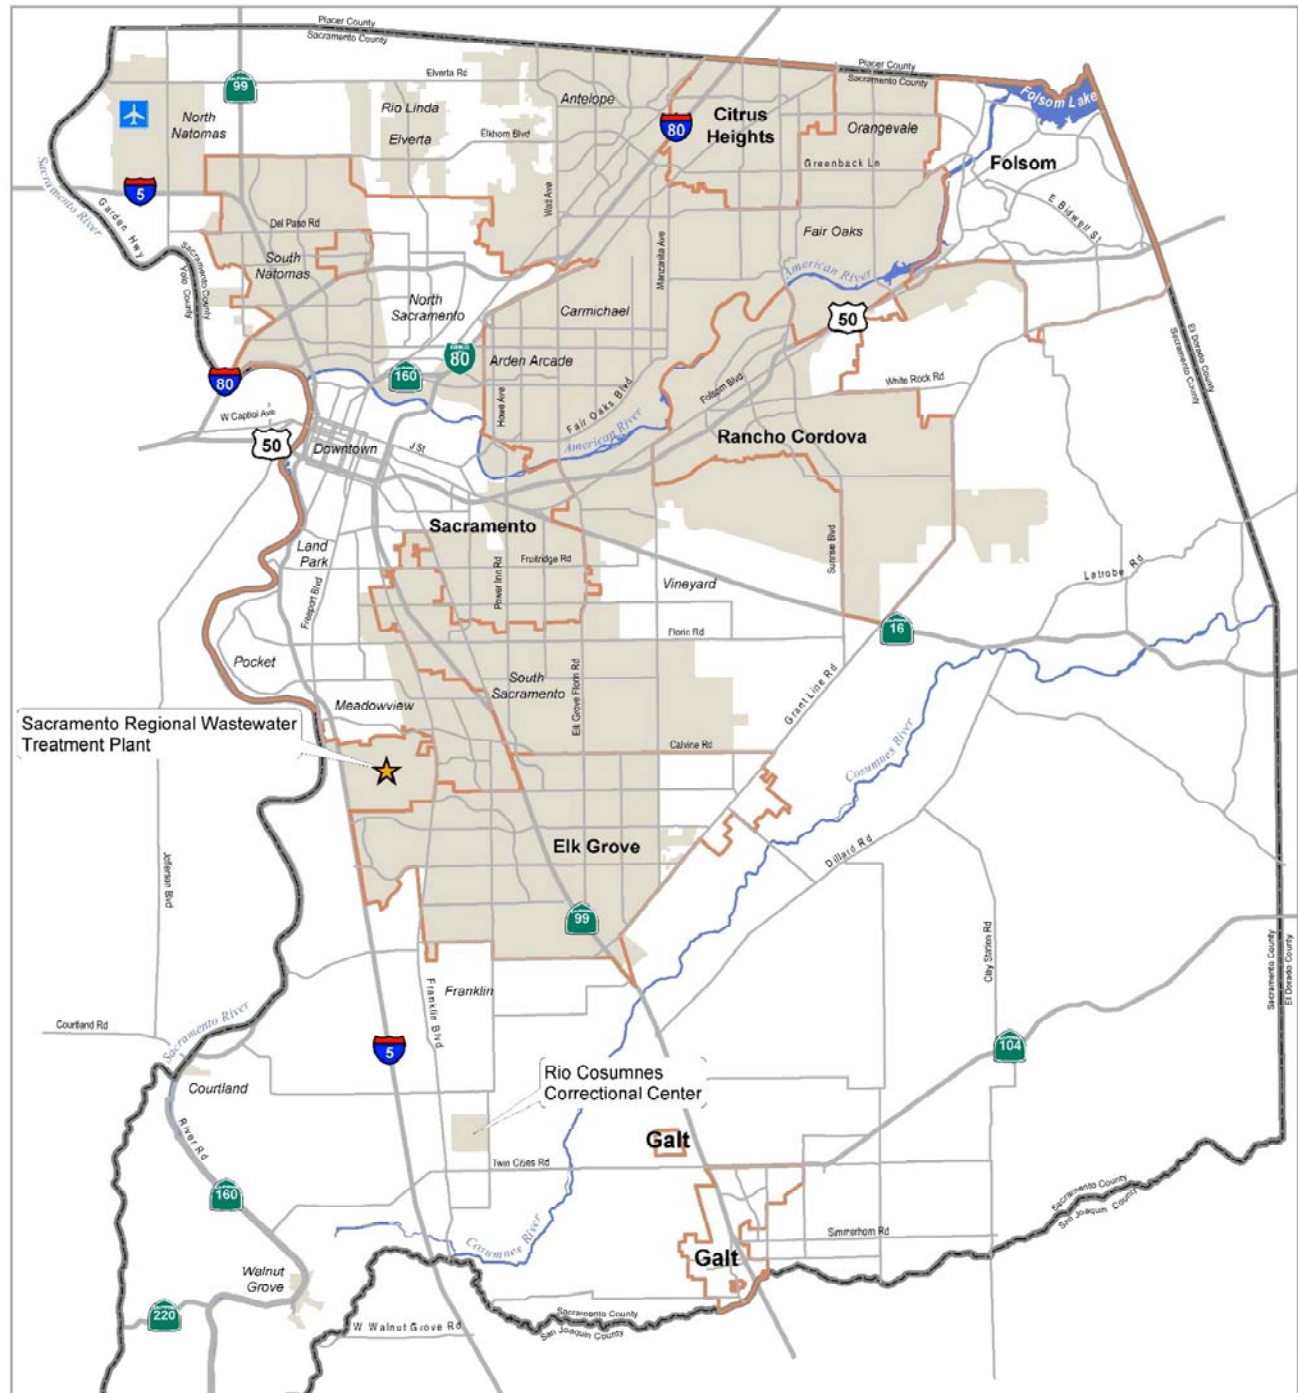 Placer County
Sacramento County
Elverta Rd
99
Antelope
Placer County
Sacramento County
Folsom Lake
North
Natomas
Rio Linda
Elverta
Elkhorn Blvd
80
Citrus
Heights
Orangevale
Greenback Ln
Folsom
5
Sacramento River
Garden Hwy
Watt Ave
E Bidwell St
Del Paso Rd
Fair Oaks
Manzanita Ave
Sacramento County
Yolo County
South
Natomas
American River
North
Sacramento
Carmichael
50
El Dorado County
Sacramento County
80
Arden Arcade
160
80
White Rock Rd
Folsom Blvd
Howe Ave
Fair Oaks Blvd
W Capitol Ave
American River
Rancho Cordova
50
Downtown
J St
Sacramento
Land
Park
Fruitridge Rd
Power Inn Rd
Sunrise Blvd
Latrobe Rd
Vineyard
Freeport Blvd
16
Florin Rd
Pocket
South
Sacramento
Elk Grove Florin Rd
Grant Line Rd
Meadowview
Sacramento Regional Wastewater
Treatment Plant
Calvine Rd
Cosumnes River
Elk Grove
Dillard Rd
Jefferson Blvd
99
Clay Station Rd
Sacramento County
El Dorado County
Franklin
Franklin Blvd
Sacramento River
Courtland Rd
5
104
Courtland
Rio Cosumnes
Correctional Center
River Rd
Galt
Twin Cities Rd
160
Sacramento County
San Joaquin County
Simmerhorn Rd
Cosumnes River
Galt
Walnut
Grove
220
Sacramento County
San Joaquin County
W Walnut Grove Rd